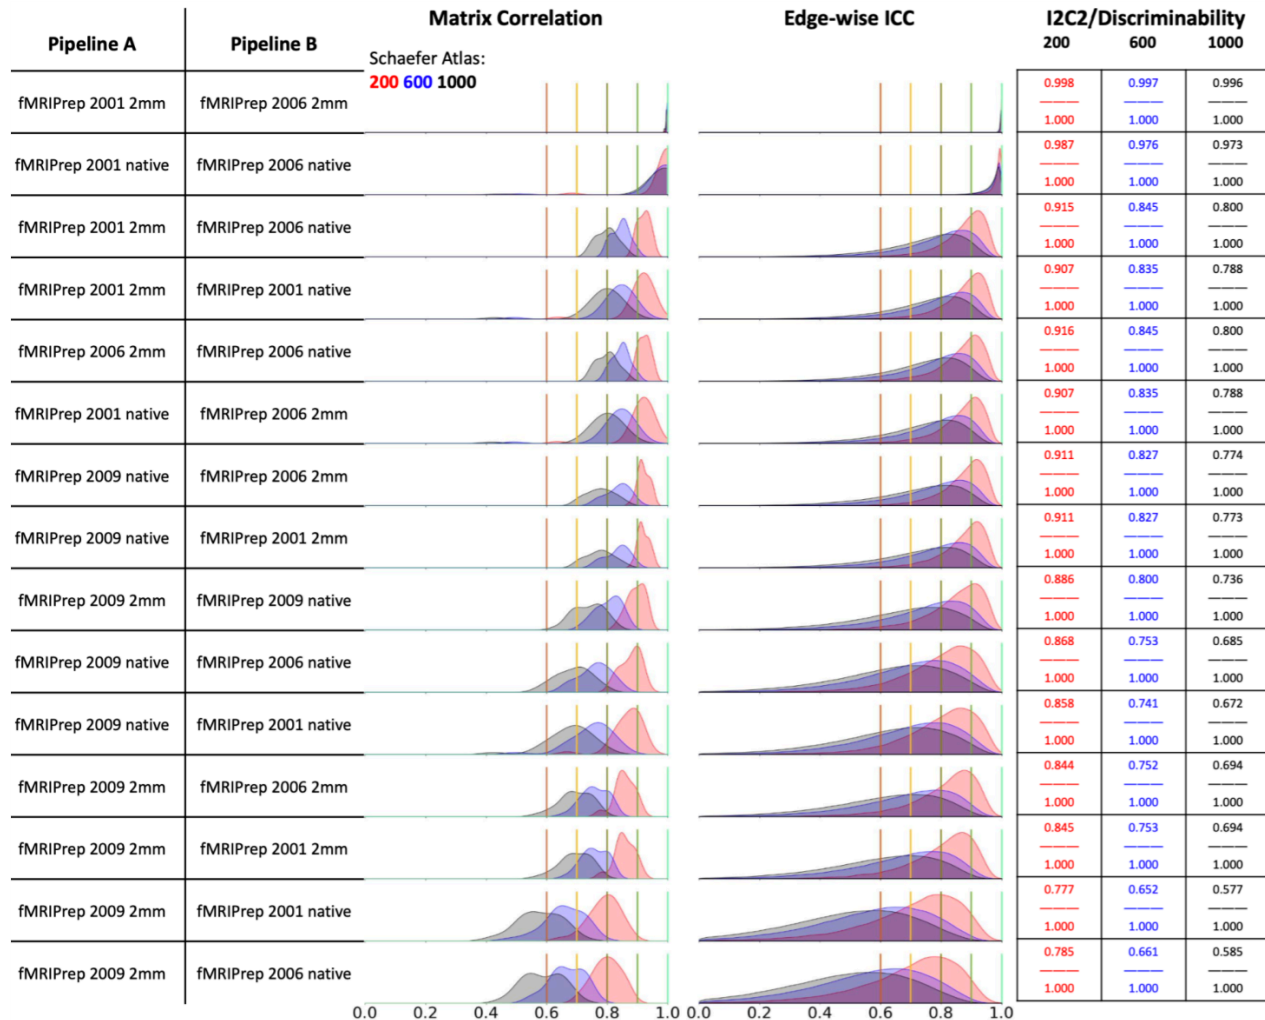 Matrix Correlation Edge-wise ICC I2C2/Discriminability
Pipeline A Pipeline B 200 600 1000
Schaefer Atlas:
200 600 1000
fMRIPrep 2001 2mm fMRIPrep 2006 2mm 0.998 0.997 0.996
1.000 1.000 1.000
fMRIPrep 2001 native fMRIPrep 2006 native 0.987 0.976 0.973
1.000 1.000 1.000
fMRIPrep 2001 2mm fMRIPrep 2006 native 0.915 0.845 0.800
1.000 1.000 1.000
fMRIPrep 2001 2mm fMRIPrep 2001 native 0.907 0.835 0.788
1.000 1.000 1.000
fMRIPrep 2006 2mm fMRIPrep 2006 native 0.916 0.845 0.800
1.000 1.000 1.000
fMRIPrep 2001 native fMRIPrep 2006 2mm 0.907 0.835 0.788
1.000 1.000 1.000
fMRIPrep 2009 native fMRIPrep 2006 2mm 0.911 0.827 0.774
1.000 1.000 1.000
fMRIPrep 2009 native fMRIPrep 2001 2mm 0.911 0.827 0.773
1.000 1.000 1.000
fMRIPrep 2009 2mm fMRIPrep 2009 native 0.886 0.800 0.736
1.000 1.000 1.000
fMRIPrep 2009 native fMRIPrep 2006 native 0.868 0.753 0.685
1.000 1.000 1.000
fMRIPrep 2009 native fMRIPrep 2001 native 0.858 0.741 0.672
1.000 1.000 1.000
fMRIPrep 2009 2mm fMRIPrep 2006 2mm 0.844 0.752 0.694
1.000 1.000 1.000
fMRIPrep 2009 2mm fMRIPrep 2001 2mm 0.845 0.753 0.694
1.000 1.000 1.000
fMRIPrep 2009 2mm fMRIPrep 2001 native 0.777 0.652 0.577
1.000 1.000 1.000
fMRIPrep 2009 2mm fMRIPrep 2006 native 0.785 0.661 0.585
1.000 1.000 1.000
0.0 0.2 0.4 0.6 0.8 1.0 0.0 0.2 0.4 0.6 0.8 1.0